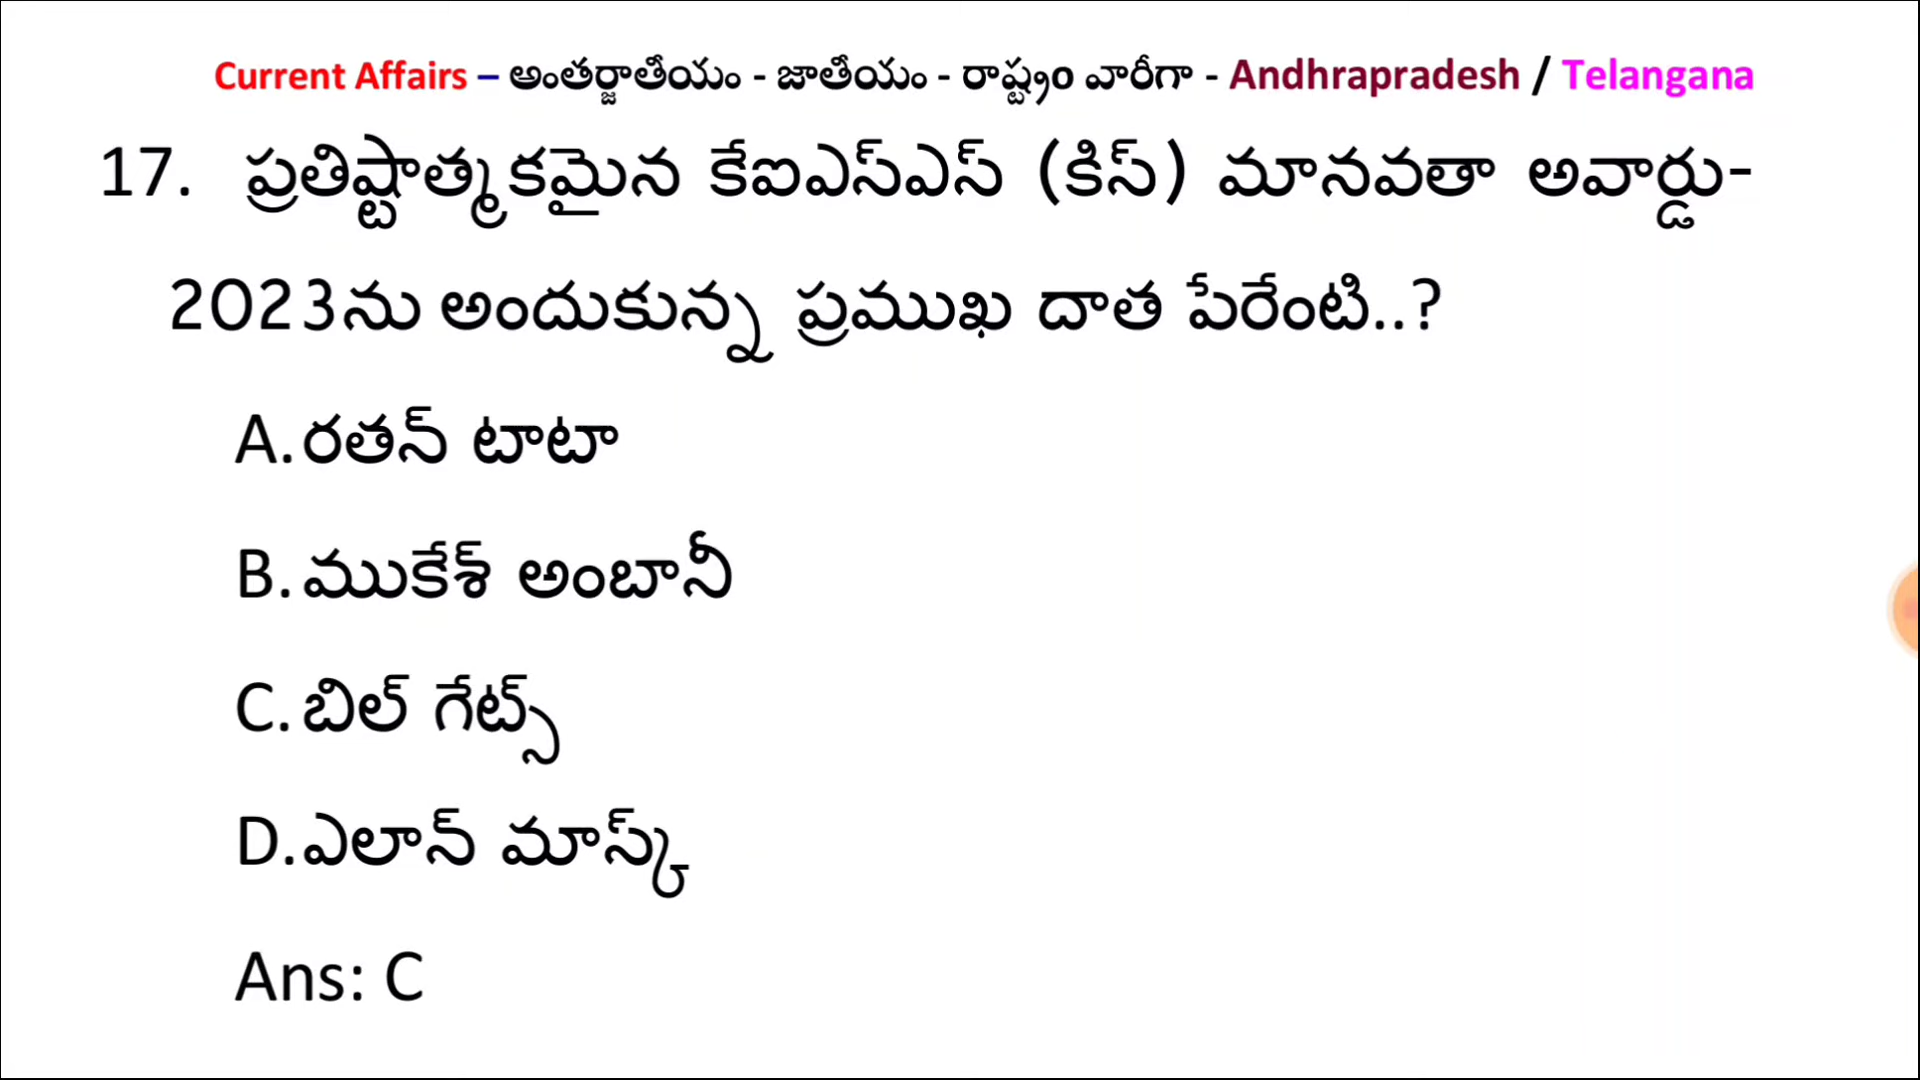 Current Affairs – అంతర్జాతీయం - జాతీయం - రాష్ట్రం వారీగా - Andhrapradesh / Telangana
17. ప్రతిష్టాత్మకమైన కేఐఎస్ఎస్ (కిస్) మానవతా అవార్డు-
2023ను అందుకున్న ప్రముఖ దాత పేరేంటి..?
A. రతన్ టాటా
B. ముకేశ్ అంబానీ
C. బిల్ గేట్స్
D. ఎలాన్ మాస్క్
Ans: C